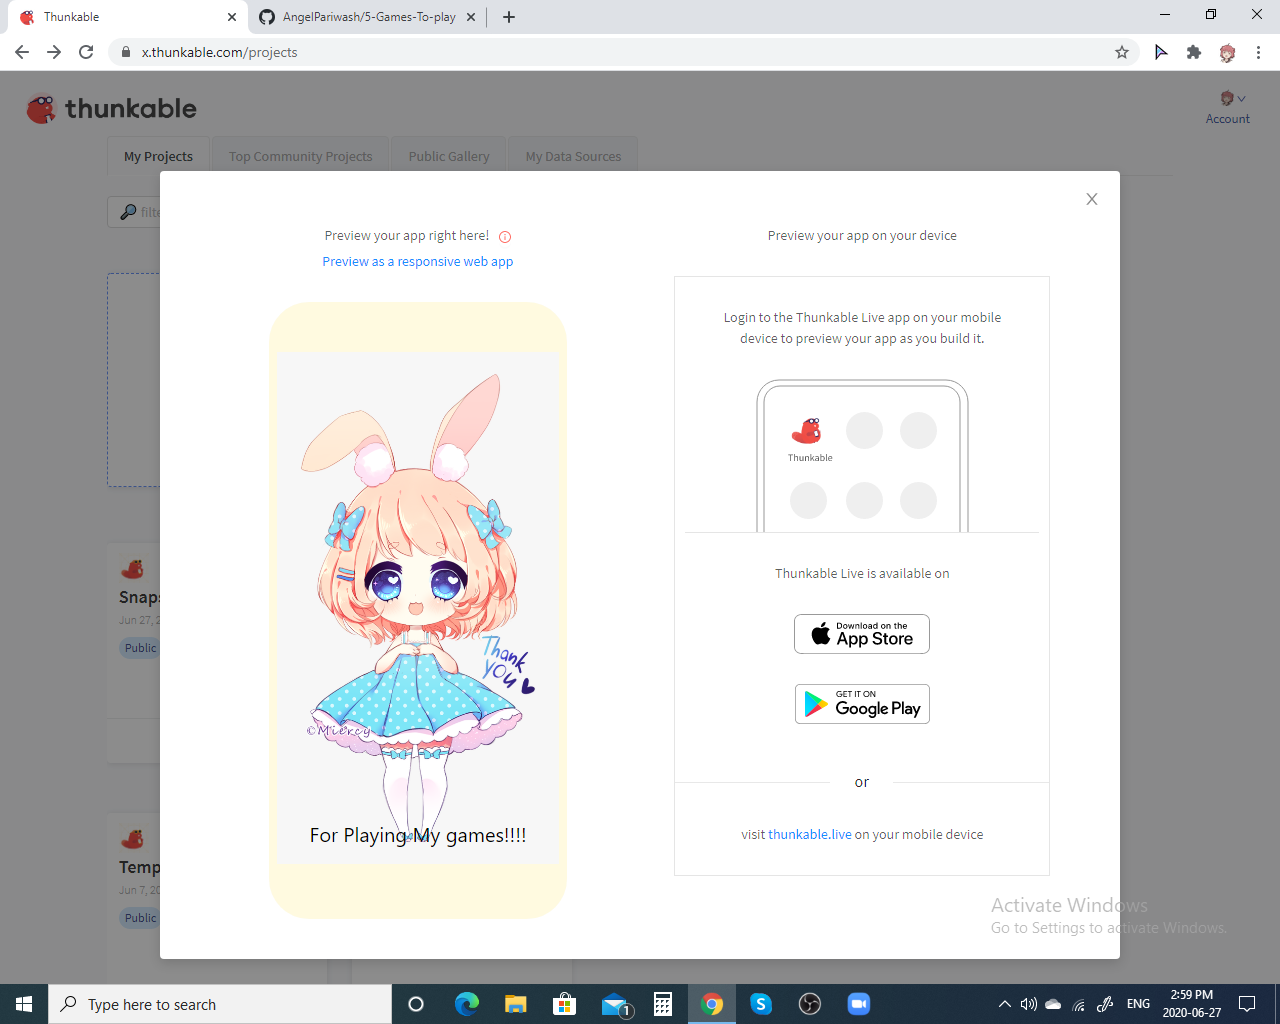 Thunkable
AngelPariwash/5-Games-To-play
x.thunkable.com/projects
thunkable
Account
My Projects
Top Community Projects
Public Gallery
My Data Sources
filte
Preview your app right here!
Preview as a responsive web app
Preview your app on your device
Login to the Thunkable Live app on your mobile
device to preview your app as you build it.
Thunkable
Thunkable Live is available on
Download on the
App Store
GET IT ON
Google Play
or
visit thunkable.live on your mobile device
Thank
you
©Miercy
For Playing My games!!!!
Snap
Jun 27, 2
Public
Temp
Jun 7, 20
Public
Activate Windows
Go to Settings to activate Windows.
Type here to search
1
ENG
2:59 PM
2020-06-27